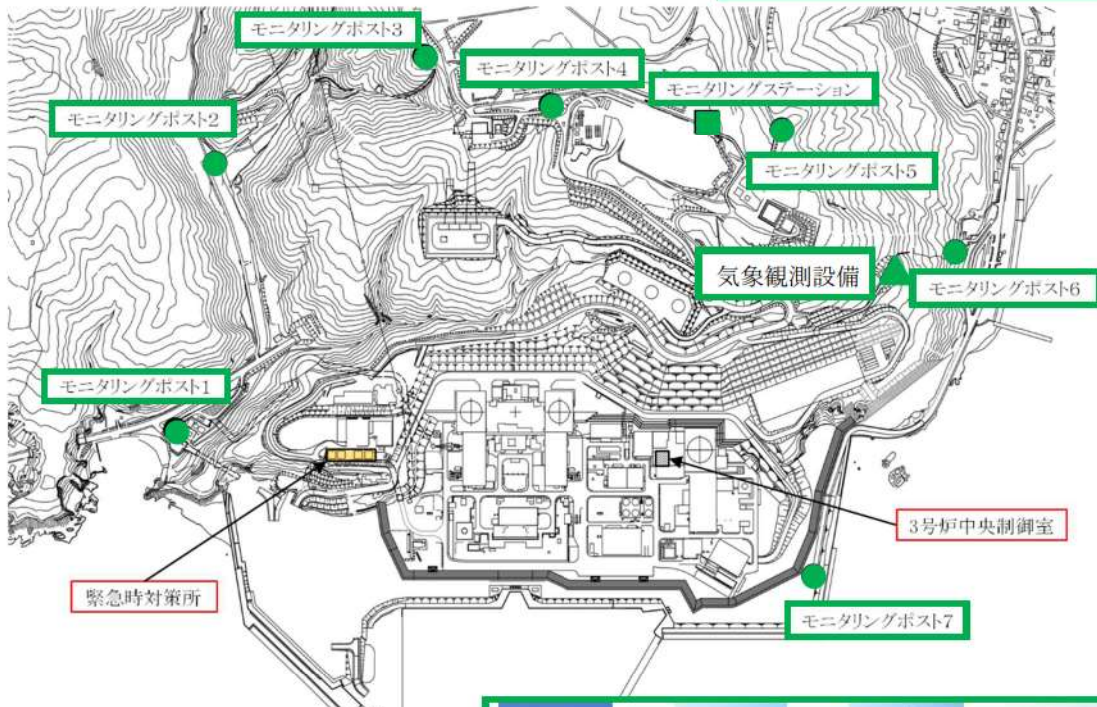 モニタリングポスト3
モニタリングポスト4
モニタリングステーション
モニタリングポスト2
モニタリングポスト5
気象観測設備
モニタリングポスト6
モニタリングポスト1
3号炉中央制御室
緊急時対策所
モニタリングポスト7